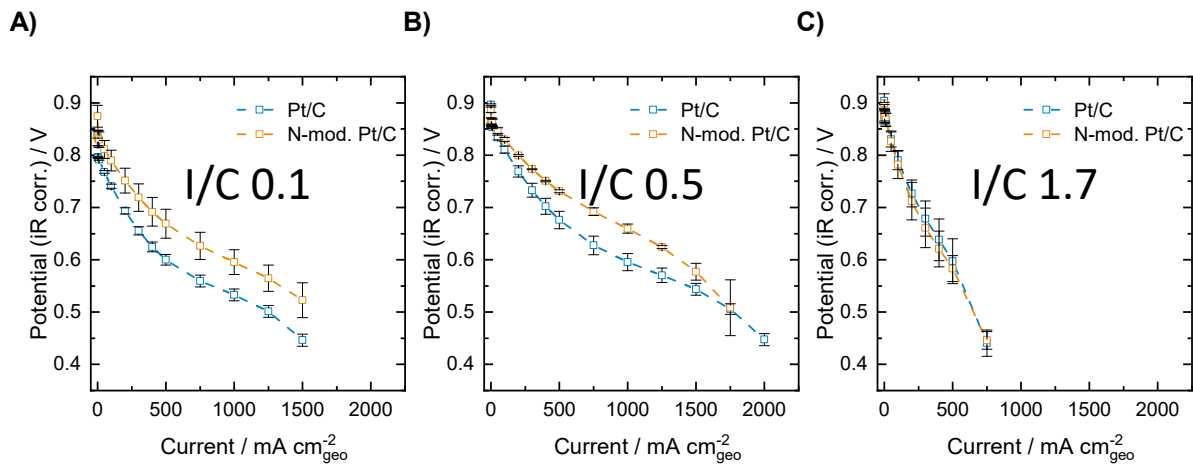 A)
B)
C)
Pt/C
N-mod. Pt/C
I/C 0.1
0.9
0.8
0.7
0.6
0.5
0.4
Potential (iR corr.) / V
0 500 1000 1500 2000
Current / mA cm⁻²geo
Pt/C
N-mod. Pt/C
I/C 0.5
0.9
0.8
0.7
0.6
0.5
0.4
Potential (iR corr.) / V
0 500 1000 1500 2000
Current / mA cm⁻²geo
Pt/C
N-mod. Pt/C
I/C 1.7
0.9
0.8
0.7
0.6
0.5
0.4
Potential (iR corr.) / V
0 500 1000 1500 2000
Current / mA cm⁻²geo